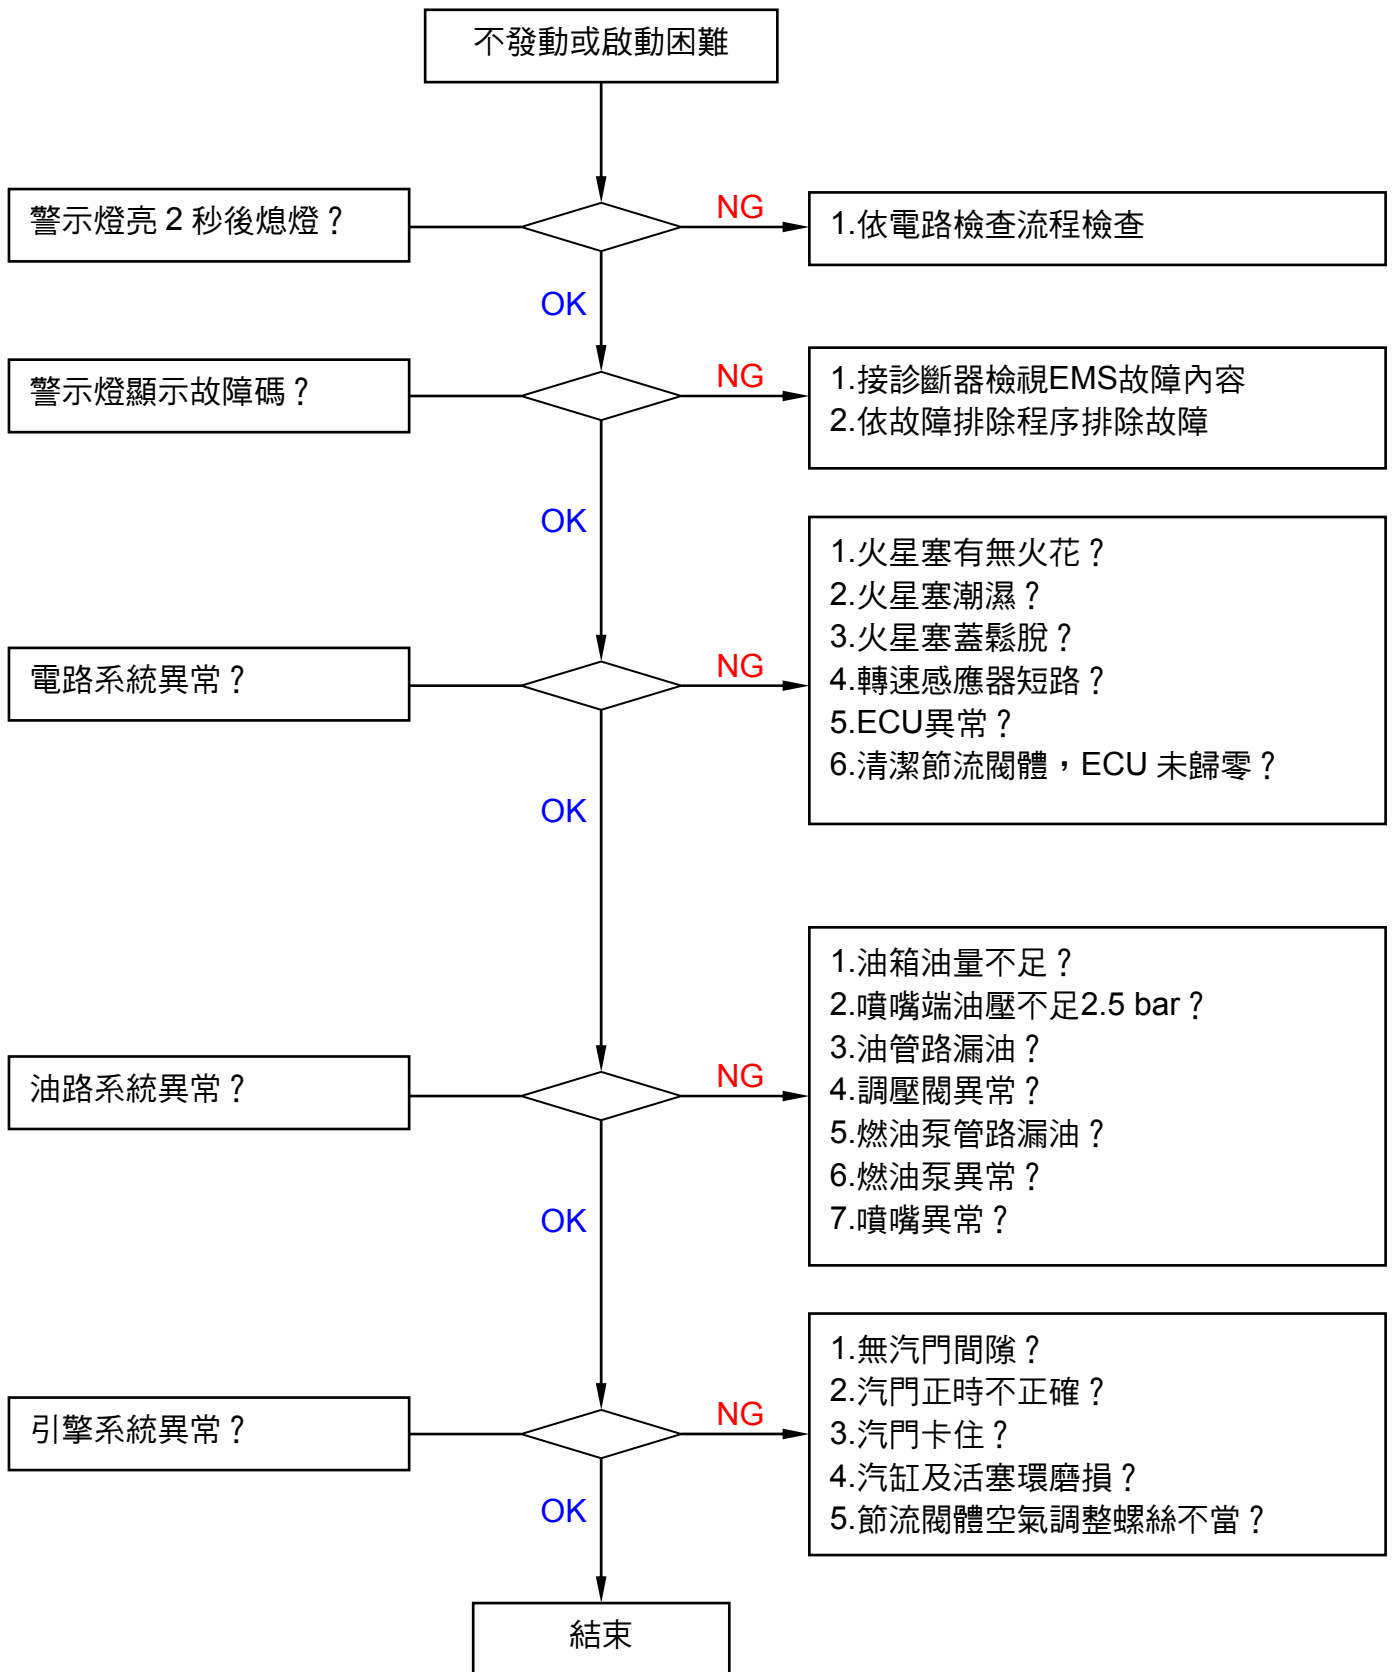 不發動或啟動困難
警示燈亮 2 秒後熄燈？
NG
1.依電路檢查流程檢查
OK
警示燈顯示故障碼？
NG
1.接診斷器檢視EMS故障內容
2.依故障排除程序排除故障
OK
電路系統異常？
NG
1.火星塞有無火花？
2.火星塞潮濕？
3.火星塞蓋鬆脫？
4.轉速感應器短路？
5.ECU異常？
6.清潔節流閥體，ECU 未歸零？
OK
油路系統異常？
NG
1.油箱油量不足？
2.噴嘴端油壓不足2.5 bar？
3.油管路漏油？
4.調壓閥異常？
5.燃油泵管路漏油？
6.燃油泵異常？
7.噴嘴異常？
OK
引擎系統異常？
NG
1.無汽門間隙？
2.汽門正時不正確？
3.汽門卡住？
4.汽缸及活塞環磨損？
5.節流閥體空氣調整螺絲不當？
OK
結束